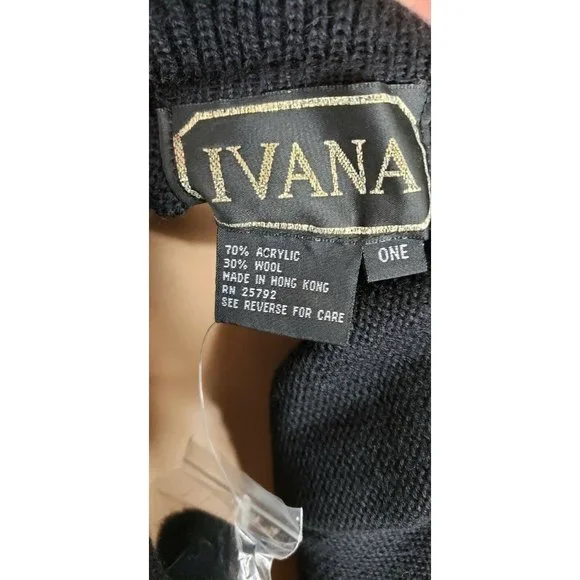 IVANA
70% ACRYLIC
30% WOOL
MADE IN HONG KONG
RN 25792
SEE REVERSE FOR CARE
ONE